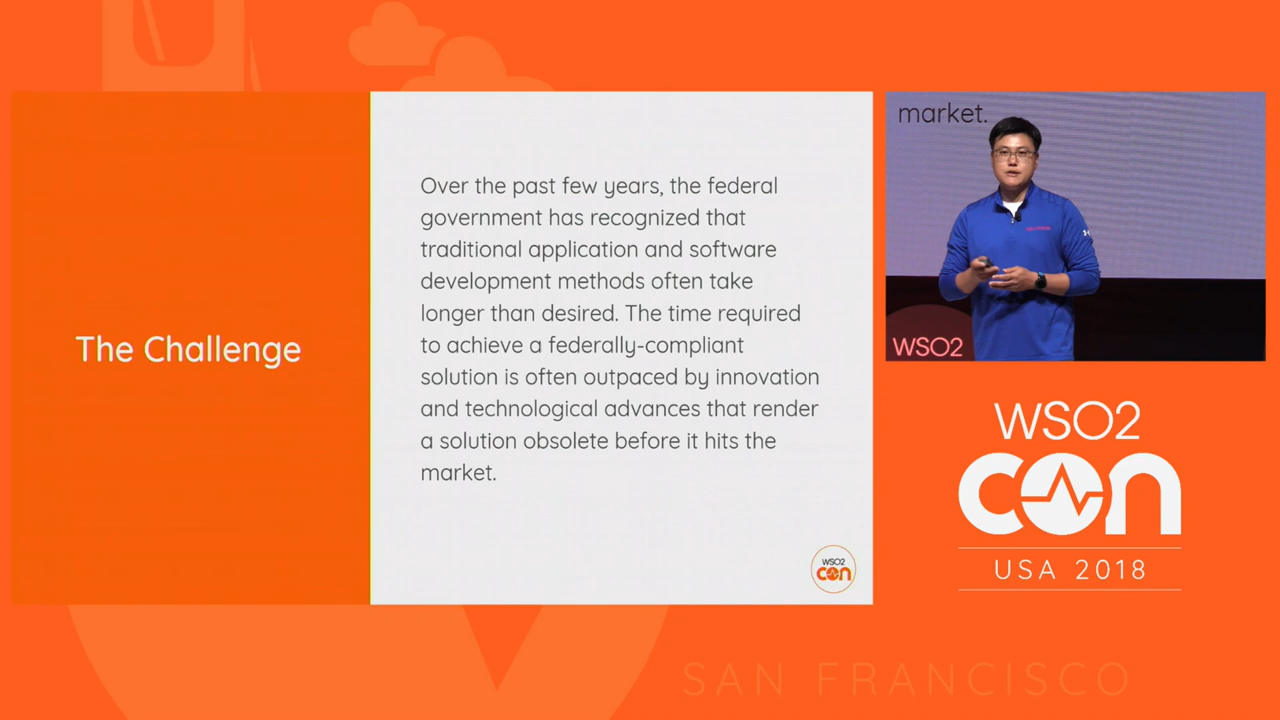 The Challenge
Over the past few years, the federal
government has recognized that
traditional application and software
development methods often take
longer than desired. The time required
to achieve a federally-compliant
solution is often outpaced by innovation
and technological advances that render
a solution obsolete before it hits the
market.
WSO2
con
market.
WSO2
WSO2
con
USA 2018
SAN FRANCISCO